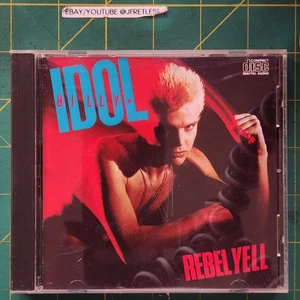 EBAY/YOUTUBE @JFRETLESS
IDOL
BILLY
COMPACT
disc
DIGITAL AUDIO
REBEL YELL